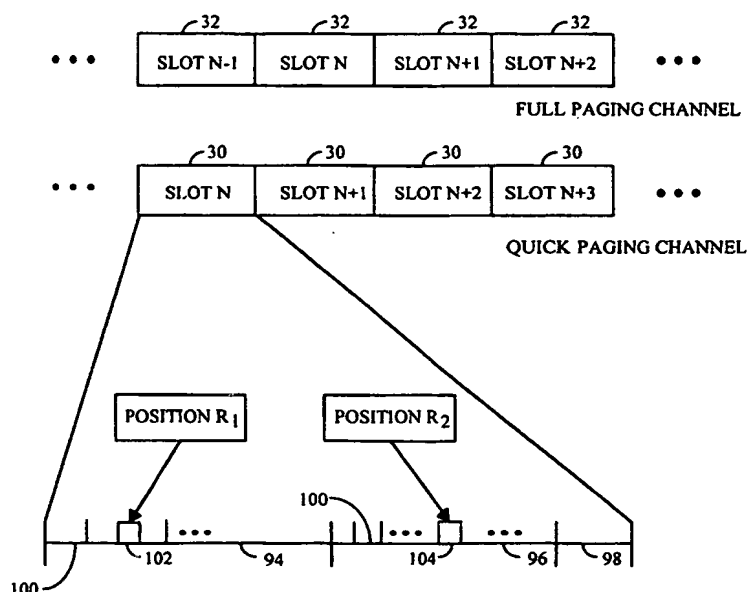 32 32 32 32
••• SLOT N-1 SLOT N SLOT N+1 SLOT N+2 •••
FULL PAGING CHANNEL
30 30 30 30
••• SLOT N SLOT N+1 SLOT N+2 SLOT N+3 •••
QUICK PAGING CHANNEL
POSITION R1 POSITION R2
100
••• ••• •••
102 94 104 96 98
100